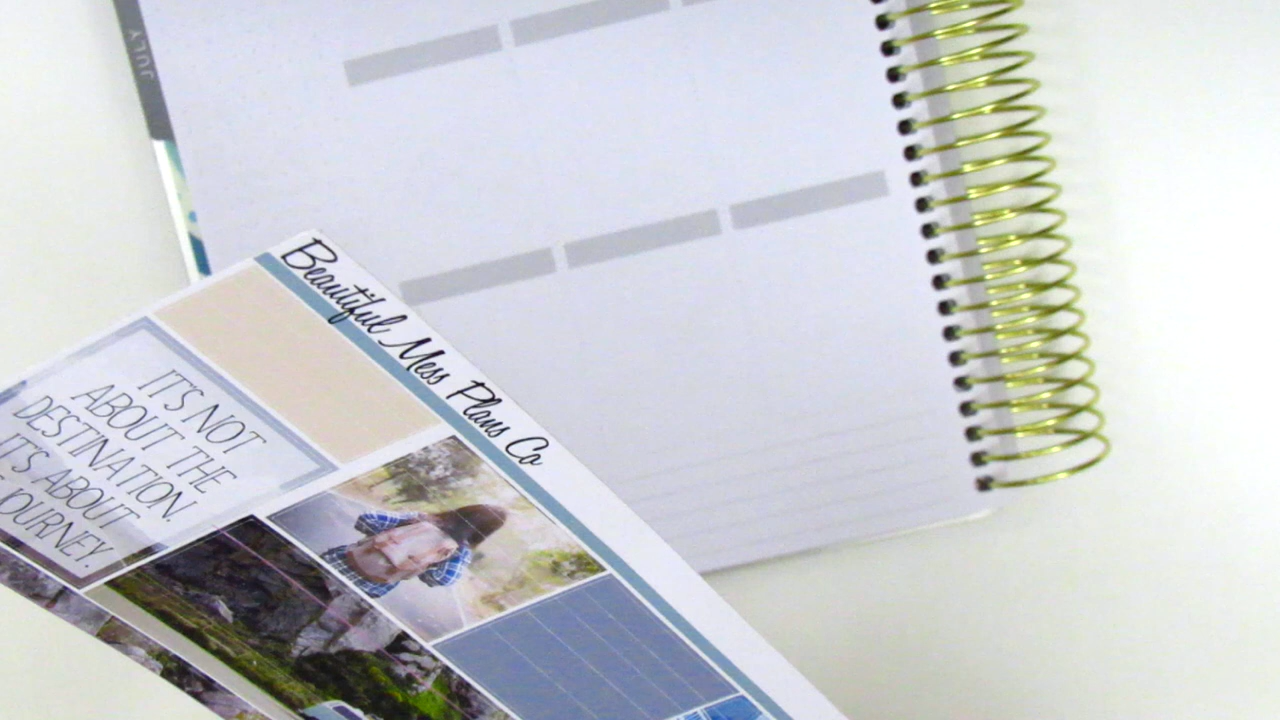 JULY
Beautiful Mess Plans Co
IT'S NOT
ABOUT THE
DESTINATION.
IT'S ABOUT
JOURNEY.